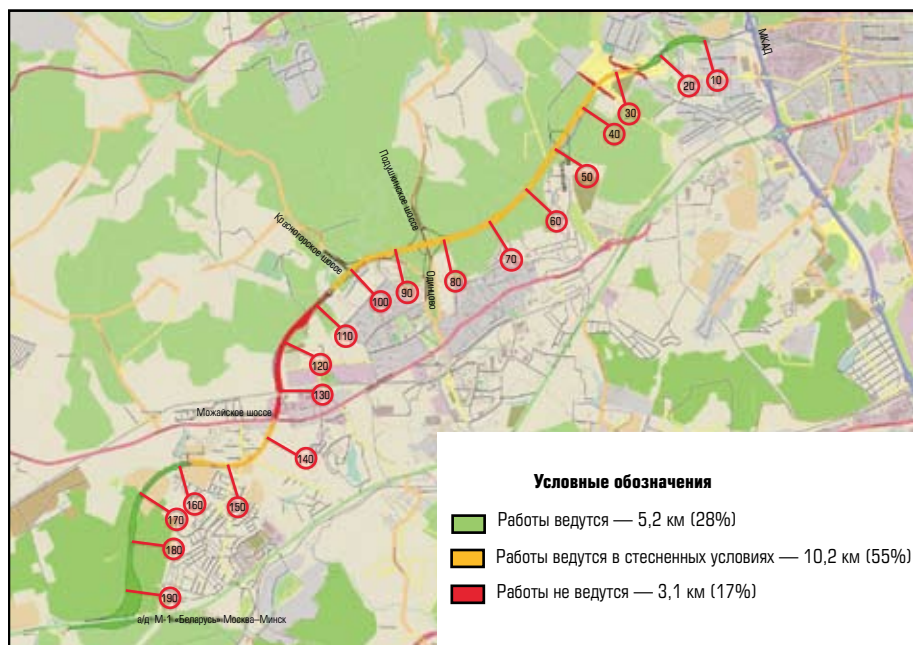 МКАД
10
20
30
40
50
60
70
80
90
100
110
120
130
140
150
160
170
180
190
Подушкинское шоссе
Красногорское шоссе
Одинцово
Можайское шоссе
а/д М-1 «Беларусь» Москва–Минск
Условные обозначения
Работы ведутся — 5,2 км (28%)
Работы ведутся в стесненных условиях — 10,2 км (55%)
Работы не ведутся — 3,1 км (17%)